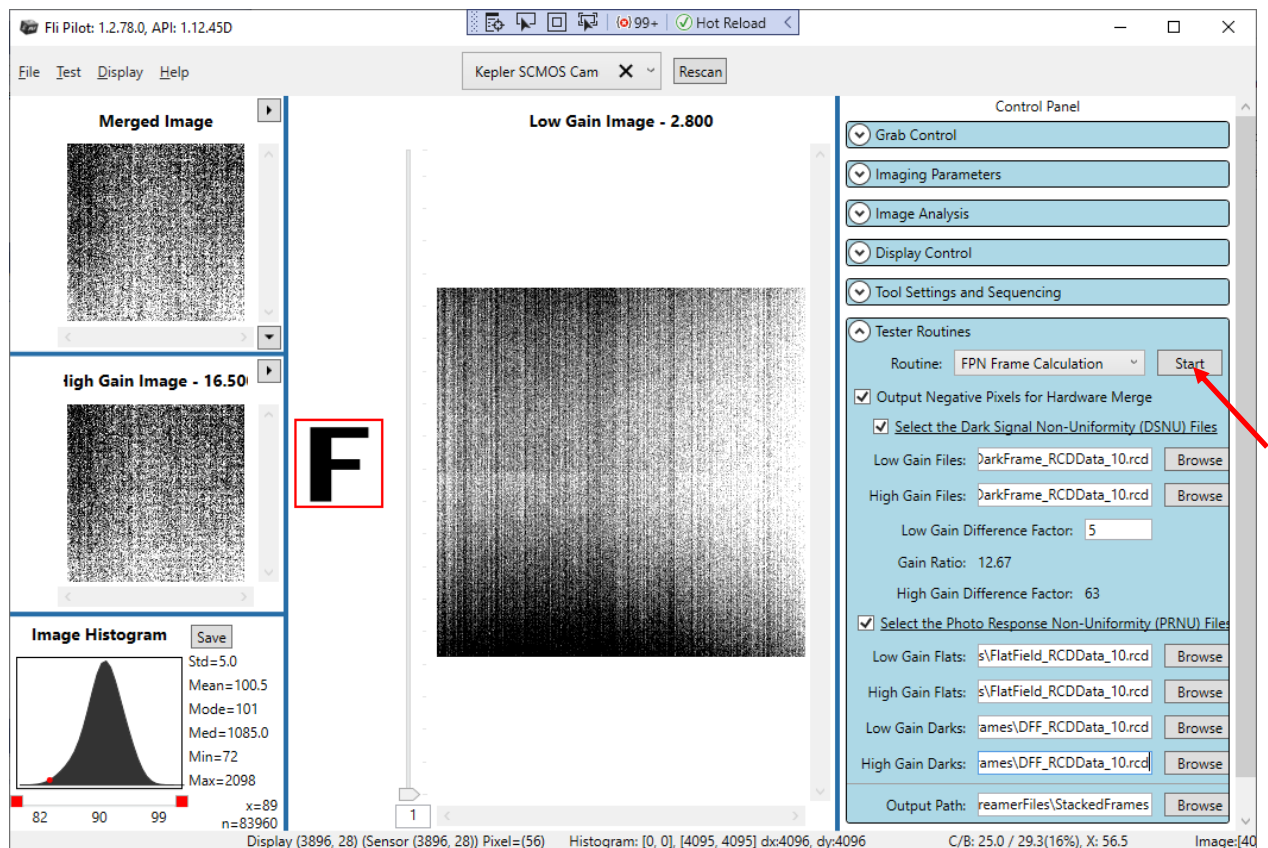 Fli Pilot: 1.2.78.0, API: 1.12.45D
99+ Hot Reload
File Test Display Help
Kepler SCMOS Cam
Rescan
Merged Image
High Gain Image - 16.50
Image Histogram
Save
Std=5.0
Mean=100.5
Mode=101
Med=1085.0
Min=72
Max=2098
x=89
82 90 99
n=83960
F
Low Gain Image - 2.800
1
Control Panel
Grab Control
Imaging Parameters
Image Analysis
Display Control
Tool Settings and Sequencing
Tester Routines
Routine: FPN Frame Calculation Start
Output Negative Pixels for Hardware Merge
Select the Dark Signal Non-Uniformity (DSNU) Files
Low Gain Files: DarkFrame_RCDData_10.rcd Browse
High Gain Files: DarkFrame_RCDData_10.rcd Browse
Low Gain Difference Factor: 5
Gain Ratio: 12.67
High Gain Difference Factor: 63
Select the Photo Response Non-Uniformity (PRNU) Files
Low Gain Flats: s\FlatField_RCDData_10.rcd Browse
High Gain Flats: s\FlatField_RCDData_10.rcd Browse
Low Gain Darks: ames\DFF_RCDData_10.rcd Browse
High Gain Darks: ames\DFF_RCDData_10.rcd Browse
Output Path: reamerFiles\StackedFrames Browse
Display (3896, 28) (Sensor (3896, 28)) Pixel=(56) Histogram: [0, 0], [4095, 4095] dx:4096, dy:4096 C/B: 25.0 / 29.3(16%), X: 56.5 Image:[40